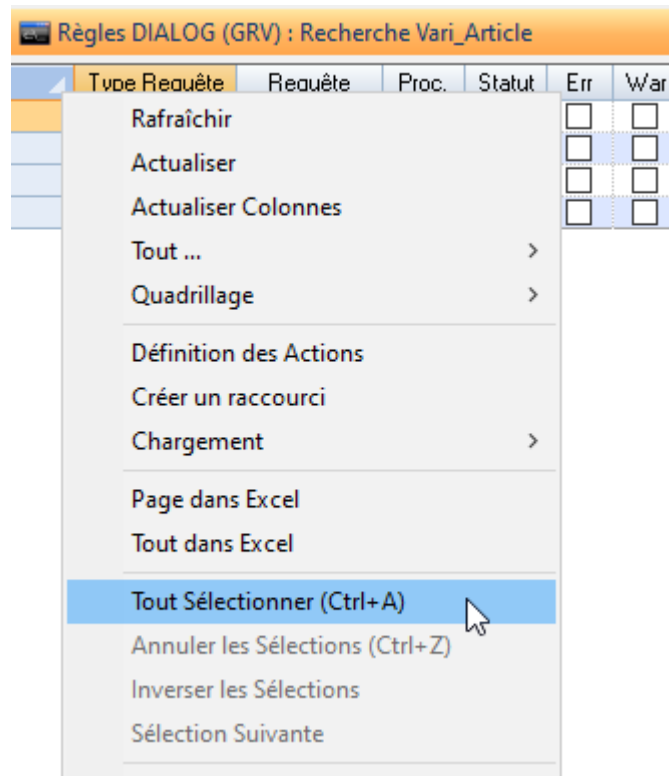 Règles DIALOG (GRV) : Recherche Vari_Article
Type Requête Requête Proc. Statut Err War
Rafraîchir
Actualiser
Actualiser Colonnes
Tout ...
Quadrillage
Définition des Actions
Créer un raccourci
Chargement
Page dans Excel
Tout dans Excel
Tout Sélectionner (Ctrl+A)
Annuler les Sélections (Ctrl+Z)
Inverser les Sélections
Sélection Suivante